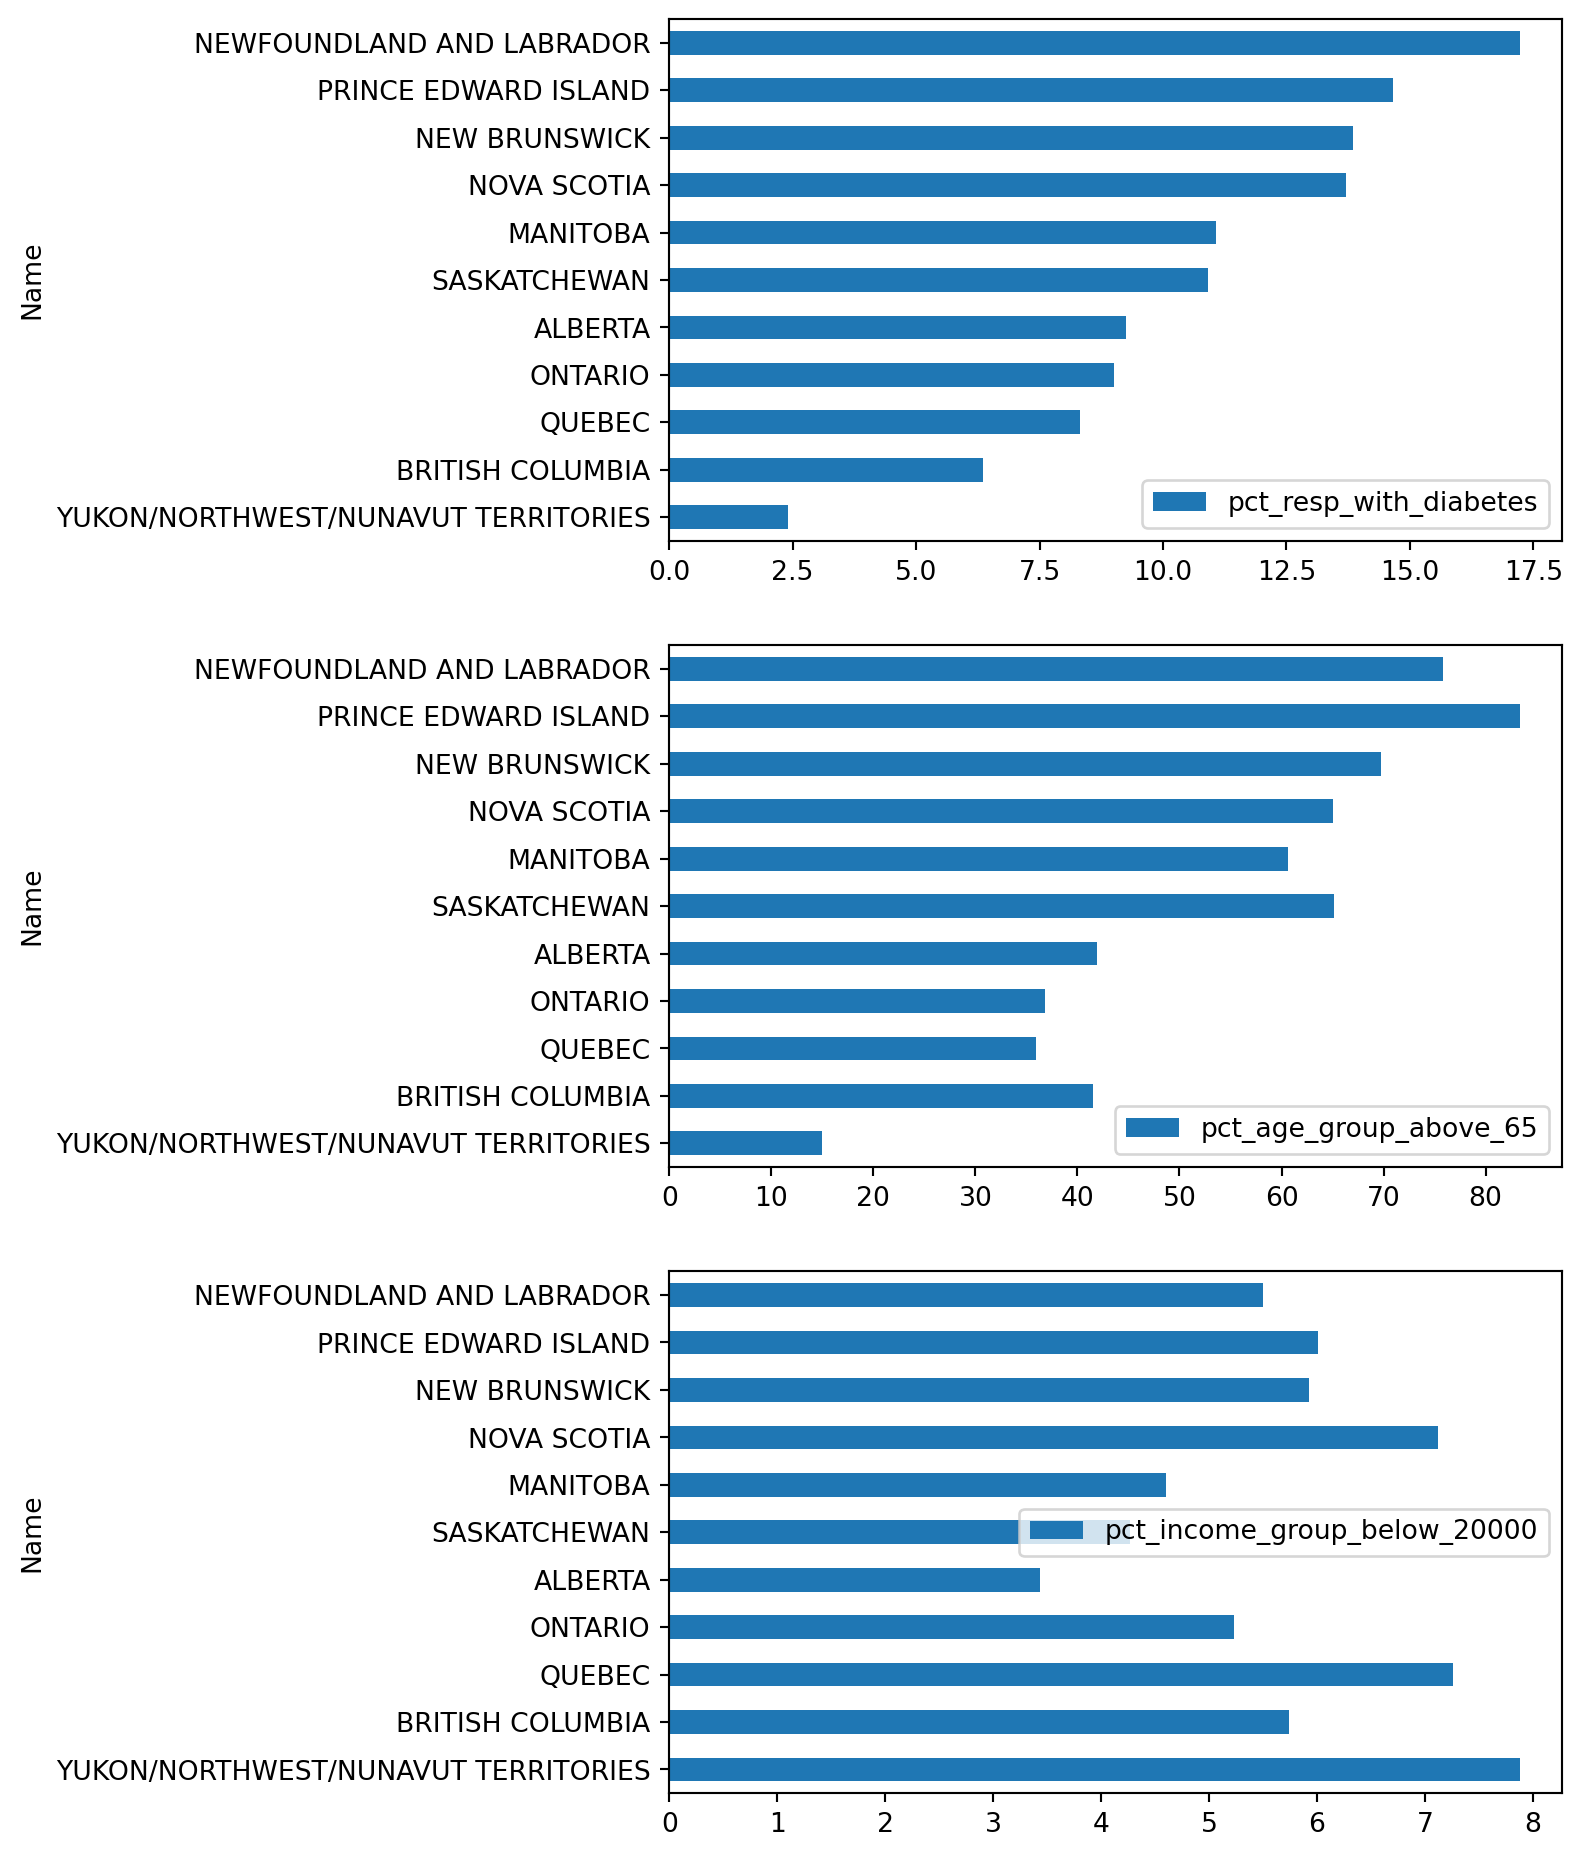 NEWFOUNDLAND AND LABRADOR
PRINCE EDWARD ISLAND
NEW BRUNSWICK
NOVA SCOTIA
MANITOBA
SASKATCHEWAN
ALBERTA
ONTARIO
QUEBEC
BRITISH COLUMBIA
YUKON/NORTHWEST/NUNAVUT TERRITORIES
Name
pct_resp_with_diabetes
0.0 2.5 5.0 7.5 10.0 12.5 15.0 17.5
NEWFOUNDLAND AND LABRADOR
PRINCE EDWARD ISLAND
NEW BRUNSWICK
NOVA SCOTIA
MANITOBA
SASKATCHEWAN
ALBERTA
ONTARIO
QUEBEC
BRITISH COLUMBIA
YUKON/NORTHWEST/NUNAVUT TERRITORIES
Name
pct_age_group_above_65
0 10 20 30 40 50 60 70 80
NEWFOUNDLAND AND LABRADOR
PRINCE EDWARD ISLAND
NEW BRUNSWICK
NOVA SCOTIA
MANITOBA
SASKATCHEWAN
ALBERTA
ONTARIO
QUEBEC
BRITISH COLUMBIA
YUKON/NORTHWEST/NUNAVUT TERRITORIES
Name
pct_income_group_below_20000
0 1 2 3 4 5 6 7 8